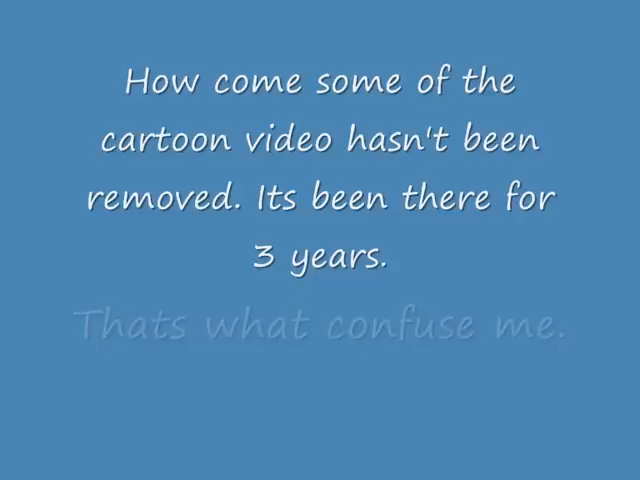 How come some of the
cartoon video hasn't been
removed. Its been there for
3 years.
Thats what confuse me.